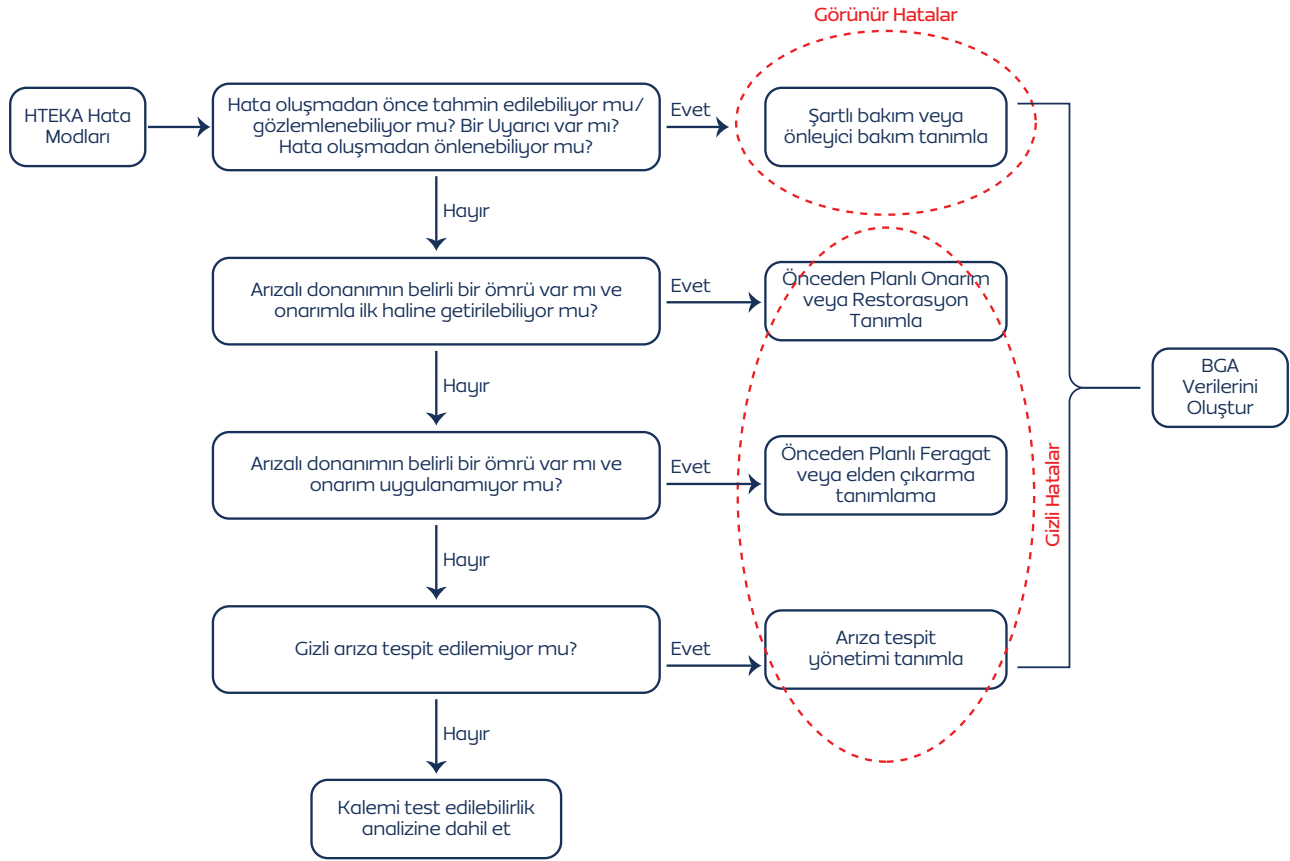 Görünür Hatalar
HTEKA Hata
Modları
Hata oluşmadan önce tahmin edilebiliyor mu/
gözlemlenebiliyor mu? Bir Uyarıcı var mı?
Hata oluşmadan önlenebiliyor mu?
Evet
Şartlı bakım veya
önleyici bakım tanımla
Hayır
Arızalı donanımın belirli bir ömrü var mı ve
onarımla ilk haline getirilebiliyor mu?
Evet
Önceden Planlı Onarim
veya Restorasyon
Tanımla
Hayır
BGA
Verilerini
Oluştur
Arızalı donanımın belirli bir ömrü var mı ve
onarım uygulanamıyor mu?
Evet
Önceden Planlı Feragat
veya elden çıkarma
tanımlama
Gizli Hatalar
Hayır
Gizli arıza tespit edilemiyor mu?
Evet
Arıza tespit
yönetimi tanımla
Hayır
Kalemi test edilebilirlik
analizine dahil et